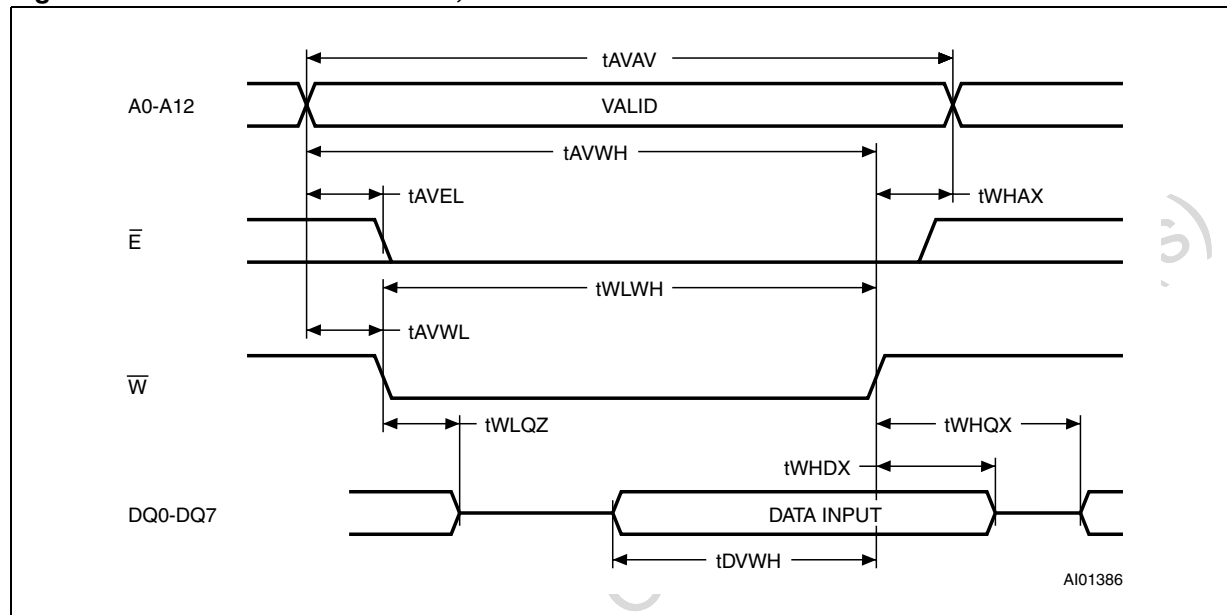 tAVAV
A0-A12
VALID
tAVWH
tAVEL
tWHAX
E̅
tWLWH
tAVWL
W̅
tWLQZ
tWHQX
tWHDX
DQ0-DQ7
DATA INPUT
tDVWH
AI01386